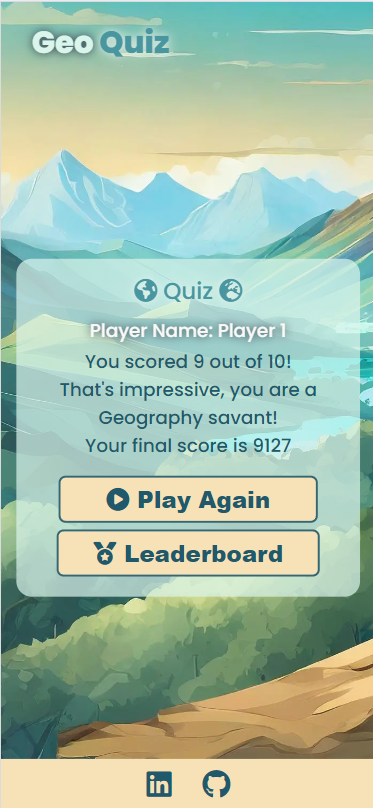 Geo Quiz
Quiz
Player Name: Player 1
You scored 9 out of 10!
That's impressive, you are a
Geography savant!
Your final score is 9127
Play Again
Leaderboard
in